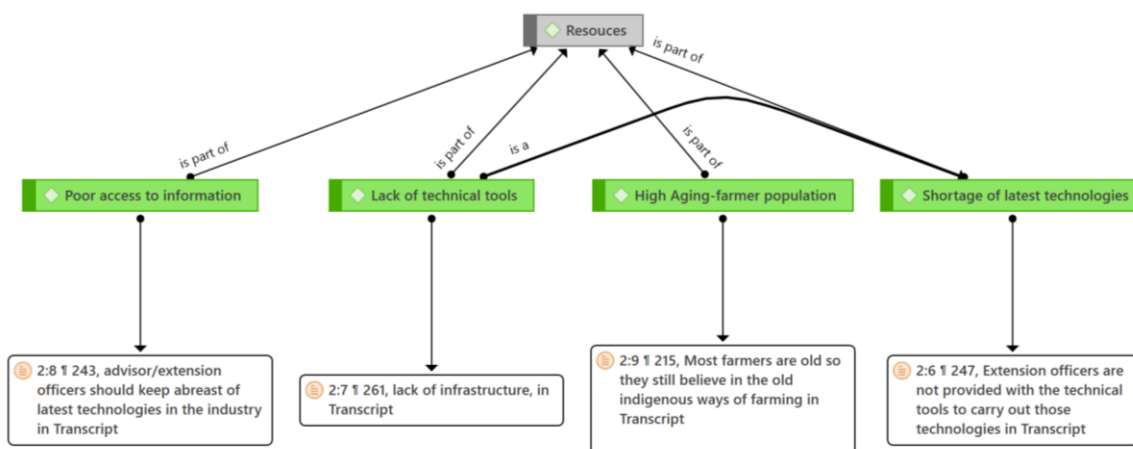 Resouces
is part of
is part of
is part of
is a
is part of
Poor access to information
Lack of technical tools
High Aging-farmer population
Shortage of latest technologies
2:8 ¶ 243, advisor/extension
officers should keep abreast of
latest technologies in the industry
in Transcript
2:7 ¶ 261, lack of infrastructure, in
Transcript
2:9 ¶ 215, Most farmers are old so
they still believe in the old
indigenous ways of farming in
Transcript
2:6 ¶ 247, Extension officers are
not provided with the technical
tools to carry out those
technologies in Transcript